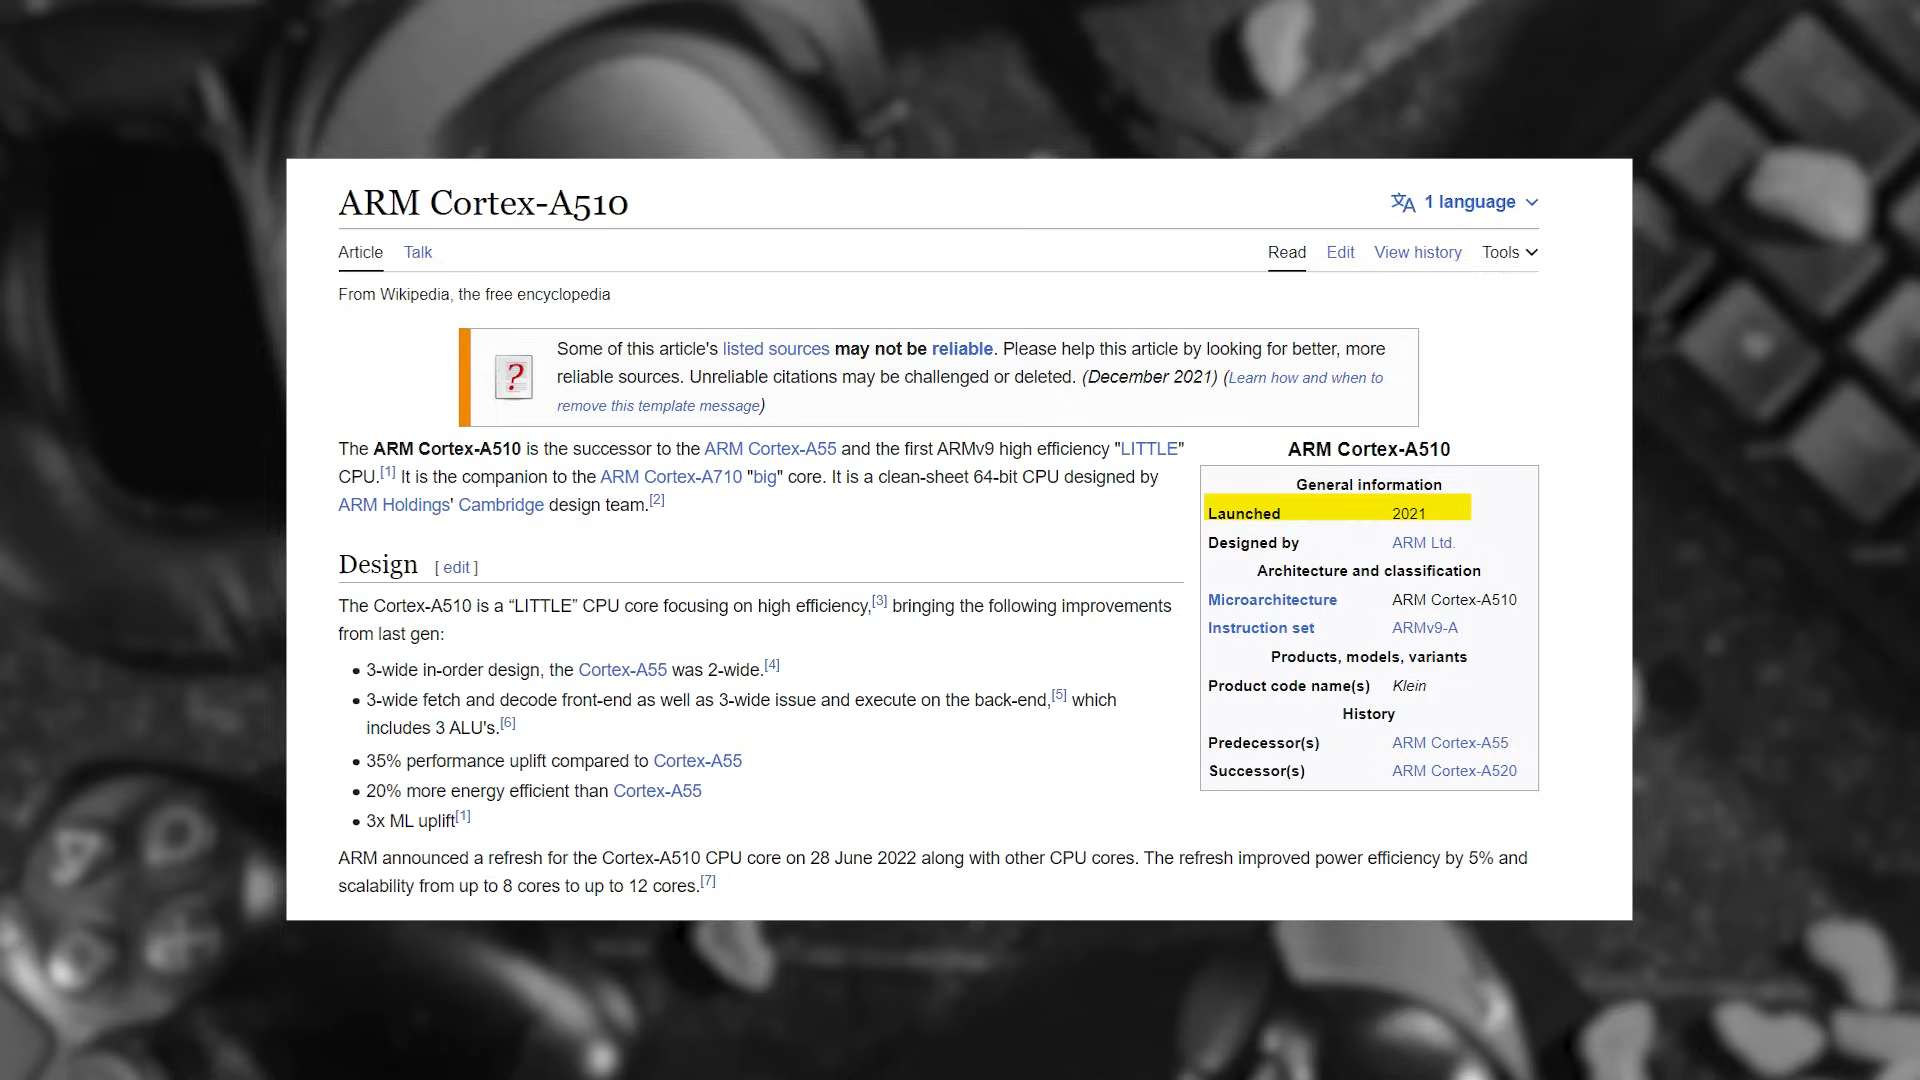 ARM Cortex-A510
1 language
Article Talk Read Edit View history Tools
From Wikipedia, the free encyclopedia
Some of this article's listed sources may not be reliable. Please help this article by looking for better, more
reliable sources. Unreliable citations may be challenged or deleted. (December 2021) (Learn how and when to
remove this template message)
The ARM Cortex-A510 is the successor to the ARM Cortex-A55 and the first ARMv9 high efficiency "LITTLE"
CPU.[1] It is the companion to the ARM Cortex-A710 "big" core. It is a clean-sheet 64-bit CPU designed by
ARM Holdings' Cambridge design team.[2]
Design [ edit ]
The Cortex-A510 is a “LITTLE” CPU core focusing on high efficiency,[3] bringing the following improvements
from last gen:
• 3-wide in-order design, the Cortex-A55 was 2-wide.[4]
• 3-wide fetch and decode front-end as well as 3-wide issue and execute on the back-end,[5] which
includes 3 ALU's.[6]
• 35% performance uplift compared to Cortex-A55
• 20% more energy efficient than Cortex-A55
• 3x ML uplift[1]
ARM Cortex-A510
General information
Launched 2021
Designed by ARM Ltd.
Architecture and classification
Microarchitecture ARM Cortex-A510
Instruction set ARMv9-A
Products, models, variants
Product code name(s) Klein
History
Predecessor(s) ARM Cortex-A55
Successor(s) ARM Cortex-A520
ARM announced a refresh for the Cortex-A510 CPU core on 28 June 2022 along with other CPU cores. The refresh improved power efficiency by 5% and
scalability from up to 8 cores to up to 12 cores.[7]